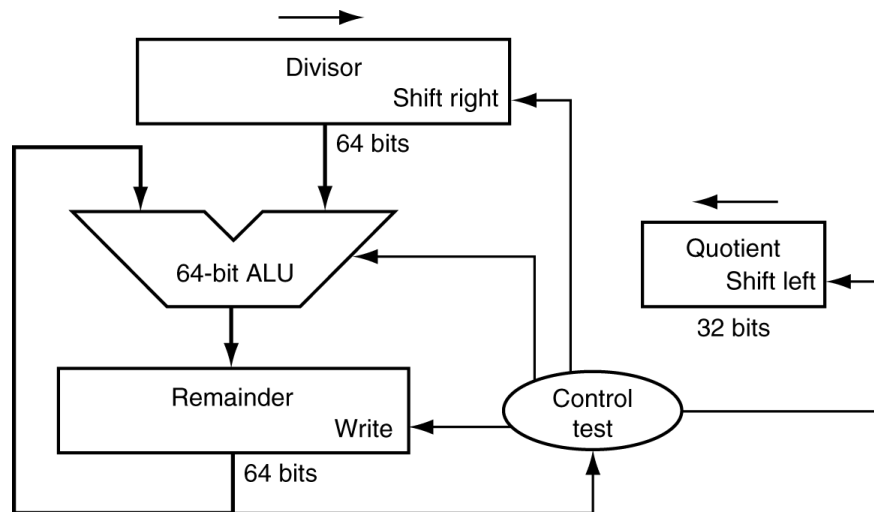 Divisor
Shift right
64 bits
64-bit ALU
Quotient
Shift left
32 bits
Remainder
Write
Control
test
64 bits